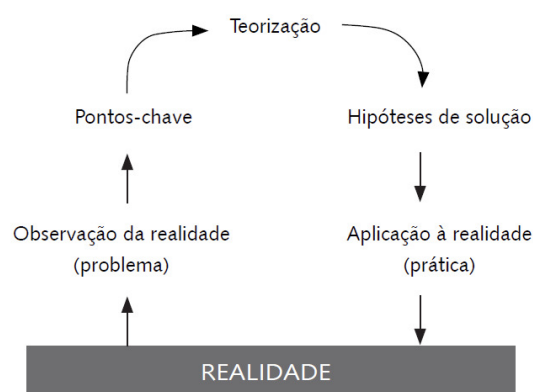 Teorização
Pontos-chave
Hipóteses de solução
Observação da realidade
(problema)
Aplicação à realidade
(prática)
REALIDADE